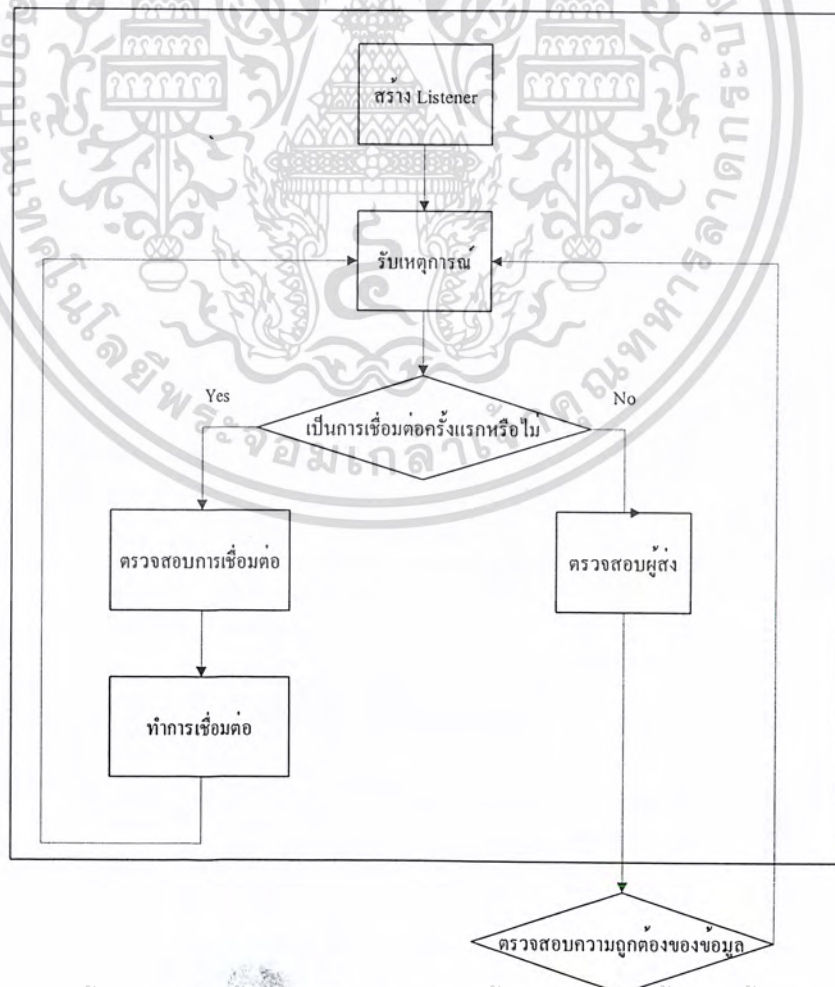 สร้าง Listener
รับเหตุการณ์
Yes
เป็นการเชื่อมต่อครั้งแรกหรือไม่
No
ตรวจสอบการเชื่อมต่อ
ตรวจสอบผู้ส่ง
ทำการเชื่อมต่อ
ตรวจสอบความถูกต้องของข้อมูล